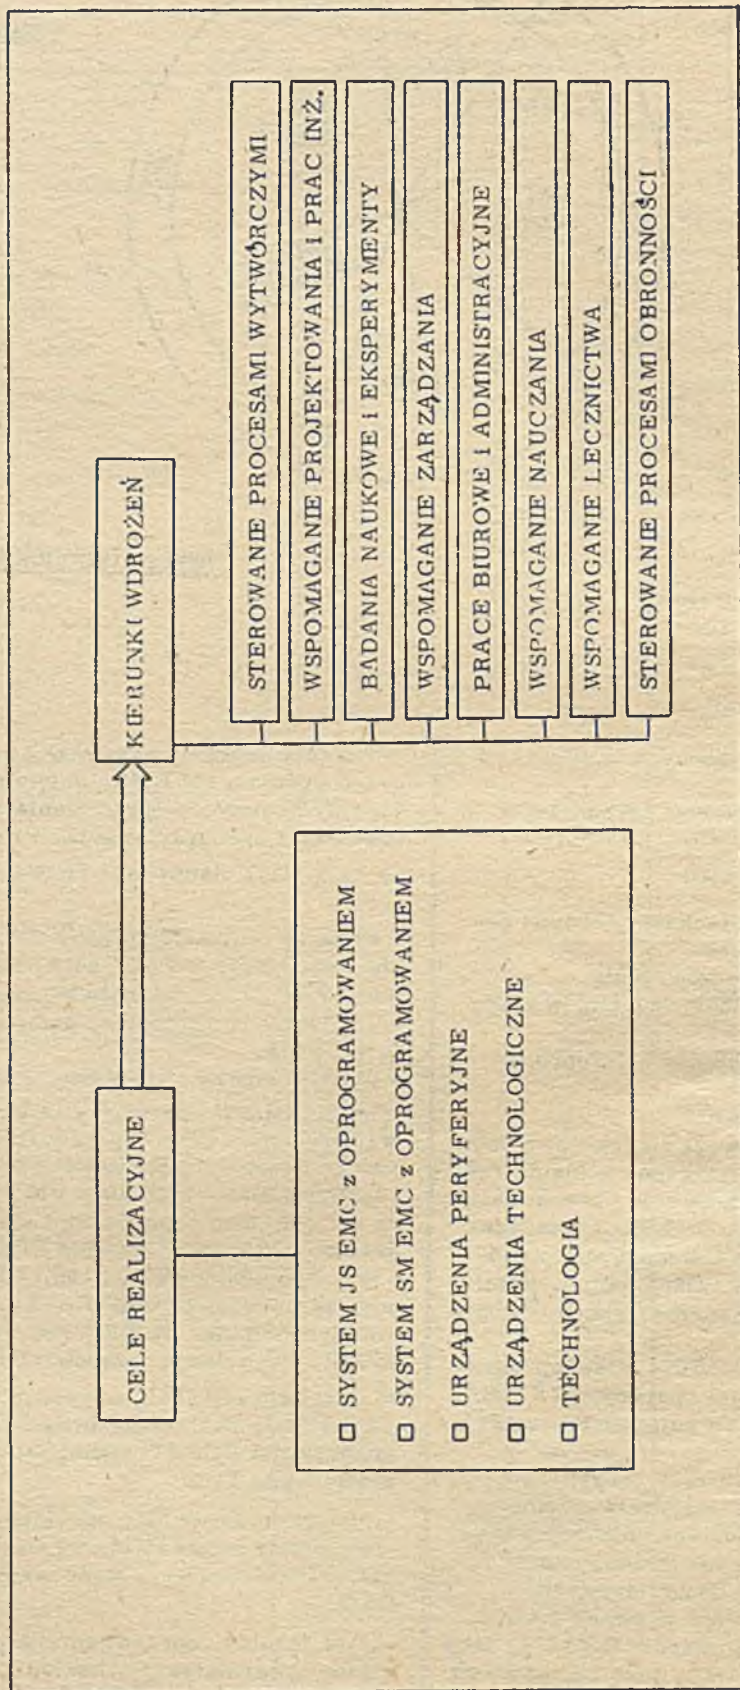 CELE REALIZACYJNE
□ SYSTEM JS EMC z OPROGRAMOWANIEM
□ SYSTEM SM EMC z OPROGRAMOWANIEM
□ URZĄDZENIA PERYFERYJNE
□ URZĄDZENIA TECHNOLOGICZNE
□ TECHNOLOGIA
KIERUNKI WDROŻEŃ
STEROWANIE PROCESAMI WYTWÓRCZYMI
WSPOMAGANIE PROJEKTOWANIA I PRAC INŻ.
BADANIA NAUKOWE i EKSPERYMENTY
WSPOMAGANIE ZARZĄDZANIA
PRACE BIUROWE i ADMINISTRACYJNE
WSPOMAGANIE NAUCZANIA
WSPOMAGANIE LECZNICTWA
STEROWANIE PROCESAMI OBRONNOŚCI